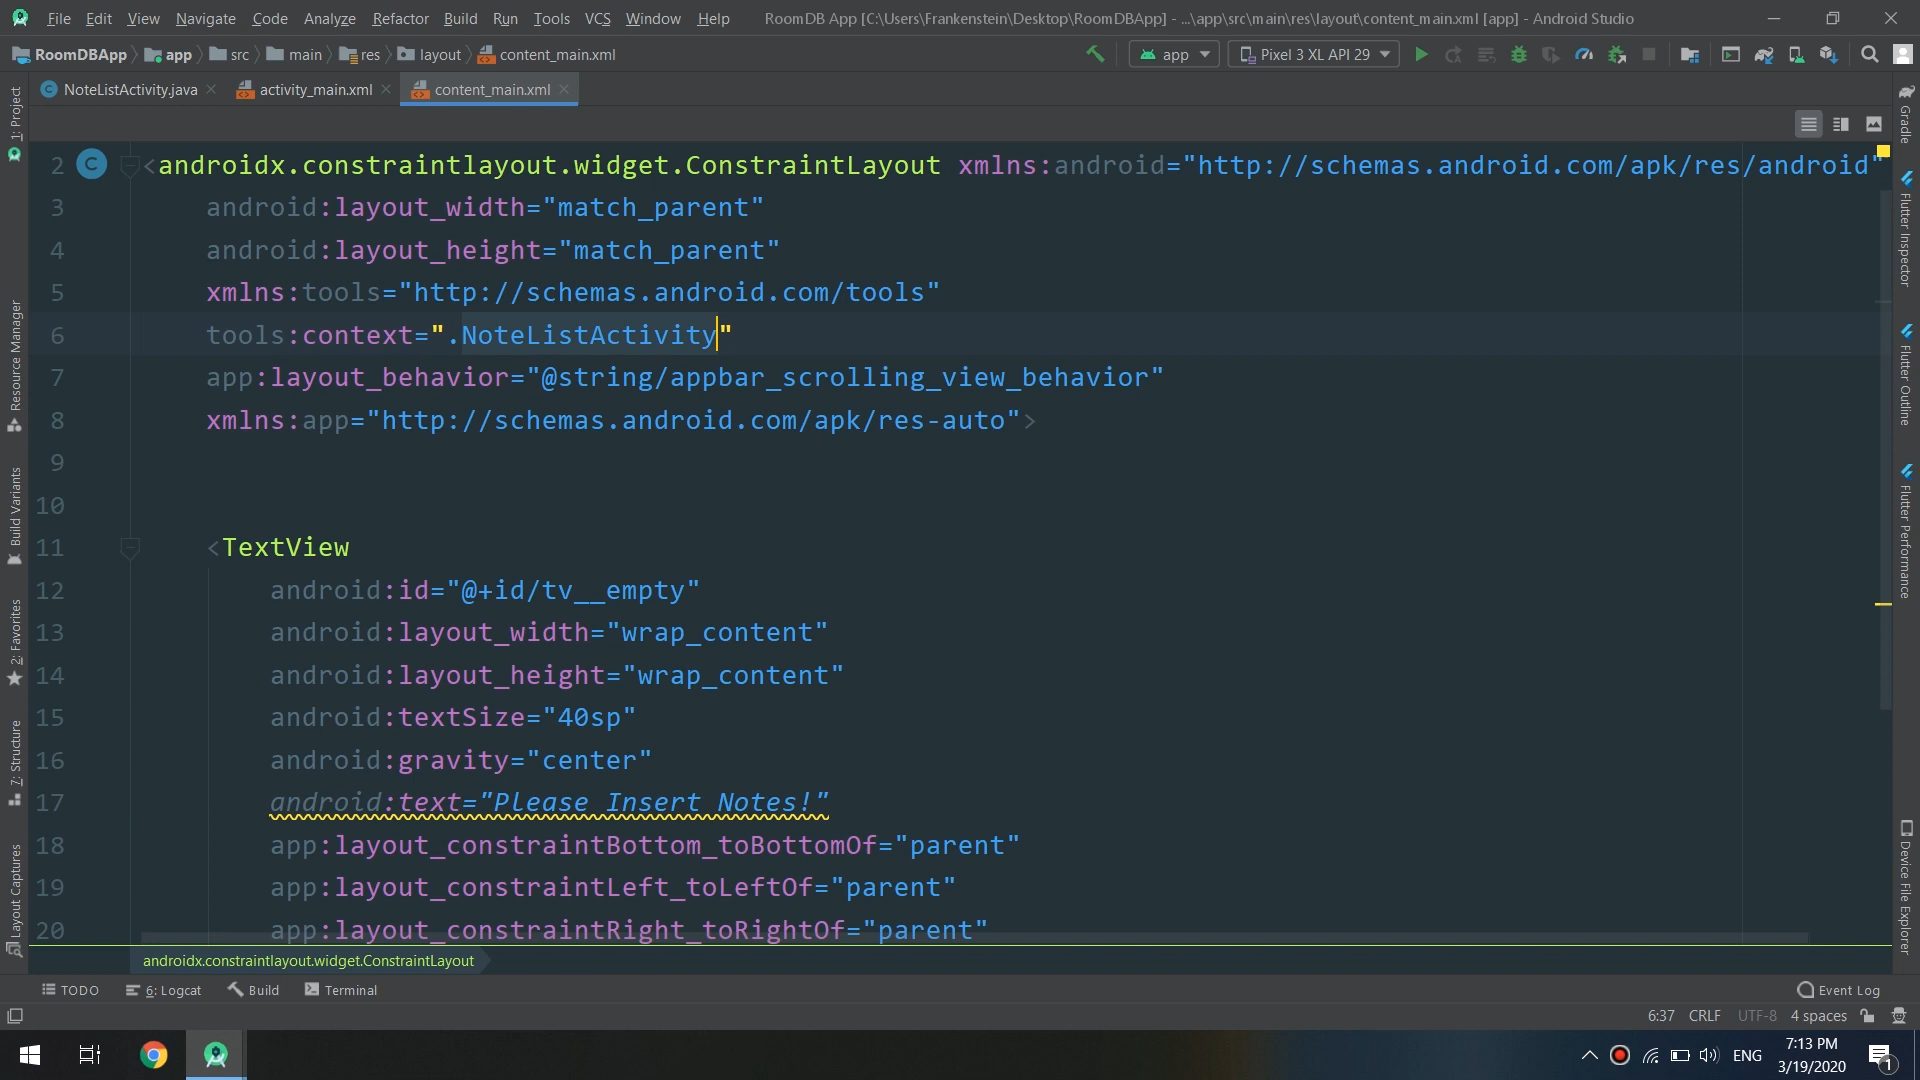 File Edit View Navigate Code Analyze Refactor Build Run Tools VCS Window Help RoomDB App [C:\Users\Frankenstein\Desktop\RoomDBApp] - ...\app\src\main\res\layout\content_main.xml [app] - Android Studio
RoomDBApp app src main res layout content_main.xml app Pixel 3 XL API 29
NoteListActivity.java activity_main.xml content_main.xml
1: Project
Resource Manager
Build Variants
2: Favorites
7: Structure
Layout Captures
2 <androidx.constraintlayout.widget.ConstraintLayout xmlns:android="http://schemas.android.com/apk/res/android"
3 android:layout_width="match_parent"
4 android:layout_height="match_parent"
5 xmlns:tools="http://schemas.android.com/tools"
6 tools:context=".NoteListActivity"
7 app:layout_behavior="@string/appbar_scrolling_view_behavior"
8 xmlns:app="http://schemas.android.com/apk/res-auto">
9
10
11 <TextView
12 android:id="@+id/tv__empty"
13 android:layout_width="wrap_content"
14 android:layout_height="wrap_content"
15 android:textSize="40sp"
16 android:gravity="center"
17 android:text="Please Insert Notes!"
18 app:layout_constraintBottom_toBottomOf="parent"
19 app:layout_constraintLeft_toLeftOf="parent"
20 app:layout_constraintRight_toRightOf="parent"
Gradle
Flutter Inspector
Flutter Outline
Flutter Performance
Device File Explorer
androidx.constraintlayout.widget.ConstraintLayout
TODO 6: Logcat Build Terminal Event Log
6:37 CRLF UTF-8 4 spaces
ENG 7:13 PM
3/19/2020 1